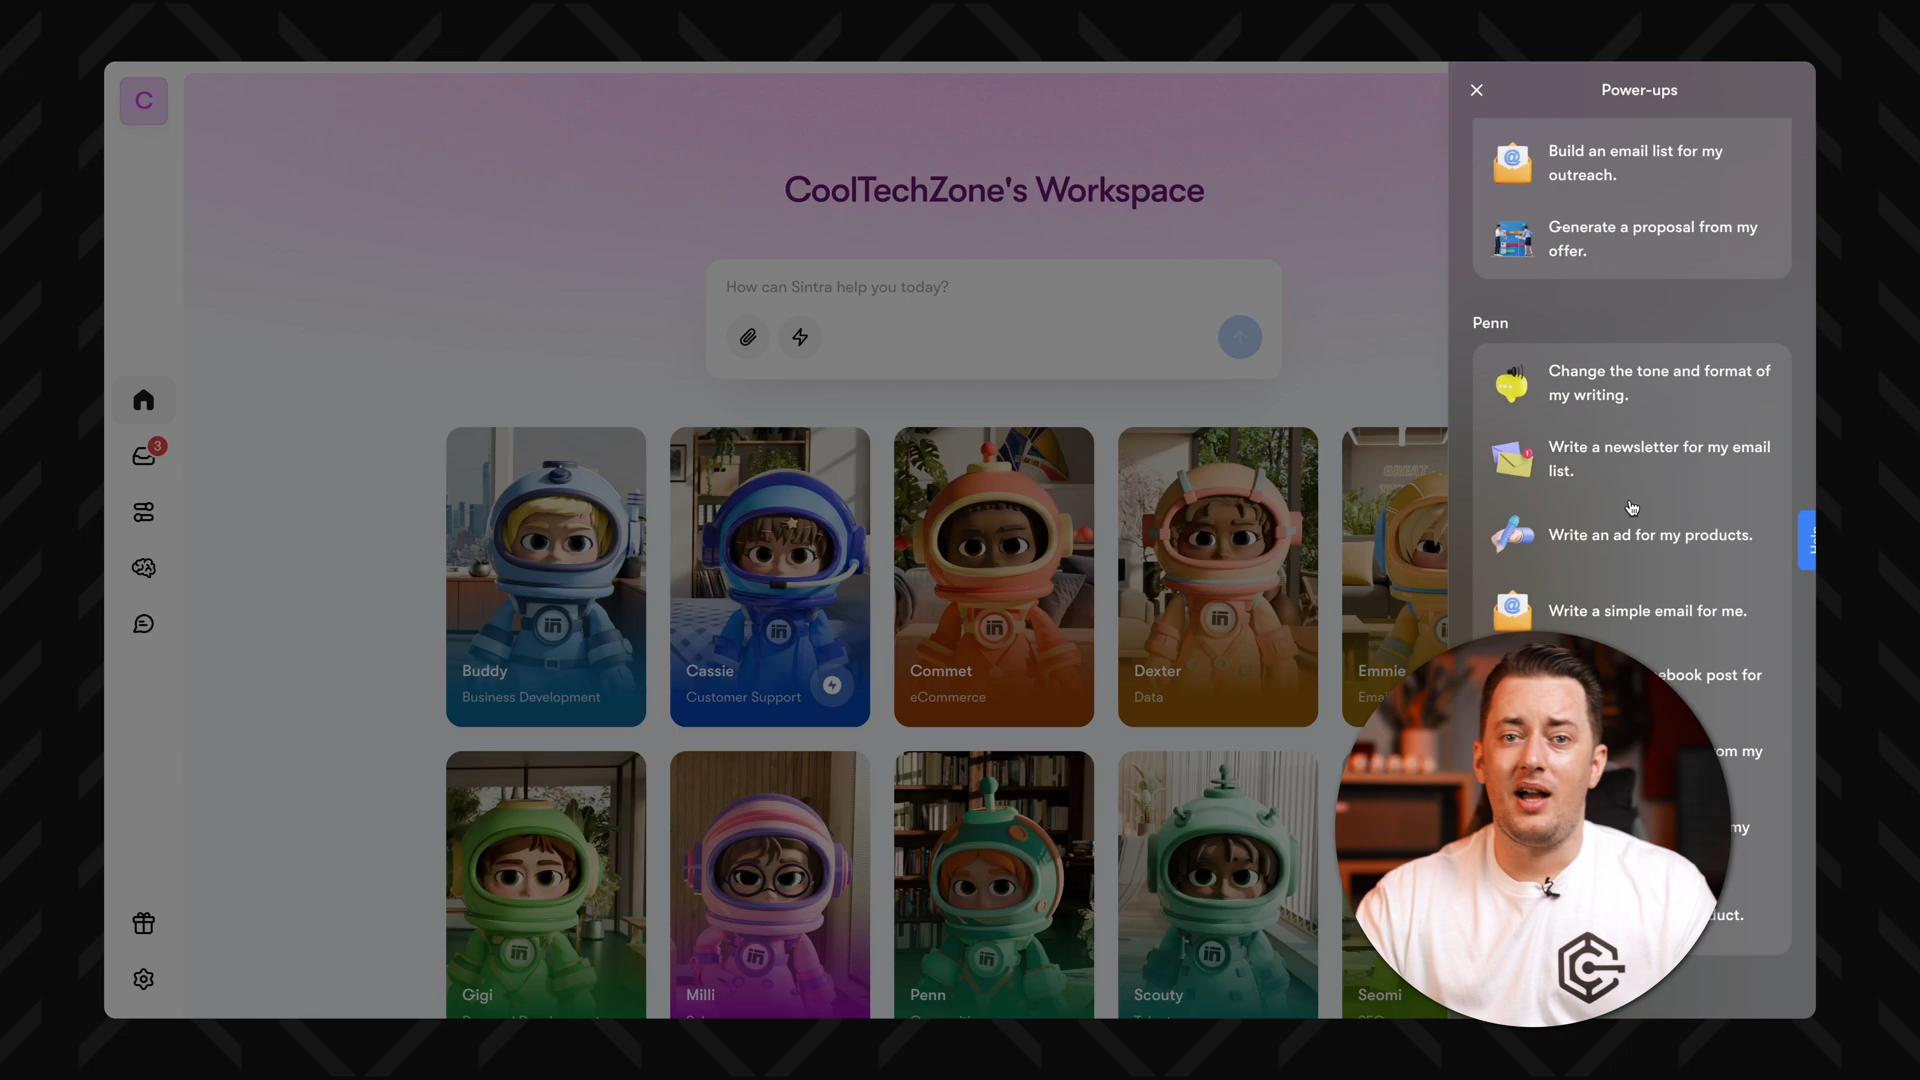 C
CoolTechZone's Workspace
How can Sintra help you today?
3
Buddy
Business Development
Cassie
Customer Support
Commet
eCommerce
Dexter
Data
Emmie
Gigi
Milli
Penn
Scouty
Seomi
SEO
Power-ups
Build an email list for my
outreach.
Generate a proposal from my
offer.
Penn
Change the tone and format of
my writing.
Write a newsletter for my email
list.
Write an ad for my products.
Write a simple email for me.
ebook post for
om my
my
duct.
Help